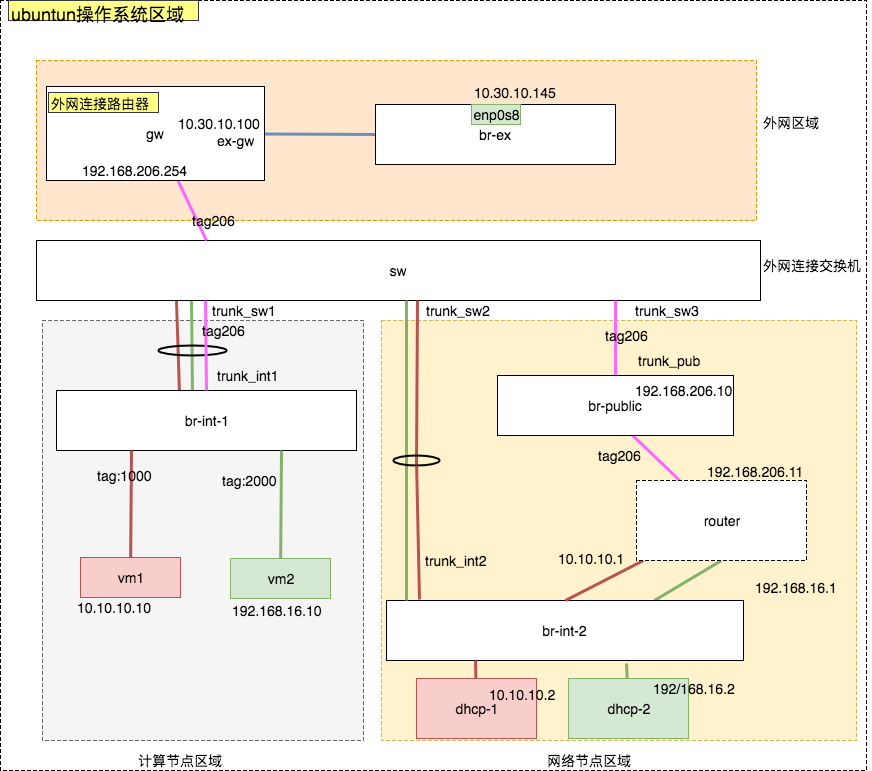 ubuntun操作系统区域
10.30.10.145
外网连接路由器
enp0s8
10.30.10.100
外网区域
gw
br-ex
ex-gw
192.168.206.254
tag206
sw
外网连接交换机
trunk_sw1
trunk_sw2
trunk_sw3
tag206
tag206
trunk_pub
trunk_int1
192.168.206.10
br-public
br-int-1
tag206
192.168.206.11
tag:1000
tag:2000
router
10.10.10.1
trunk_int2
vm1
vm2
192.168.16.1
10.10.10.10
192.168.16.10
br-int-2
10.10.10.2
192/168.16.2
dhcp-1
dhcp-2
计算节点区域
网络节点区域